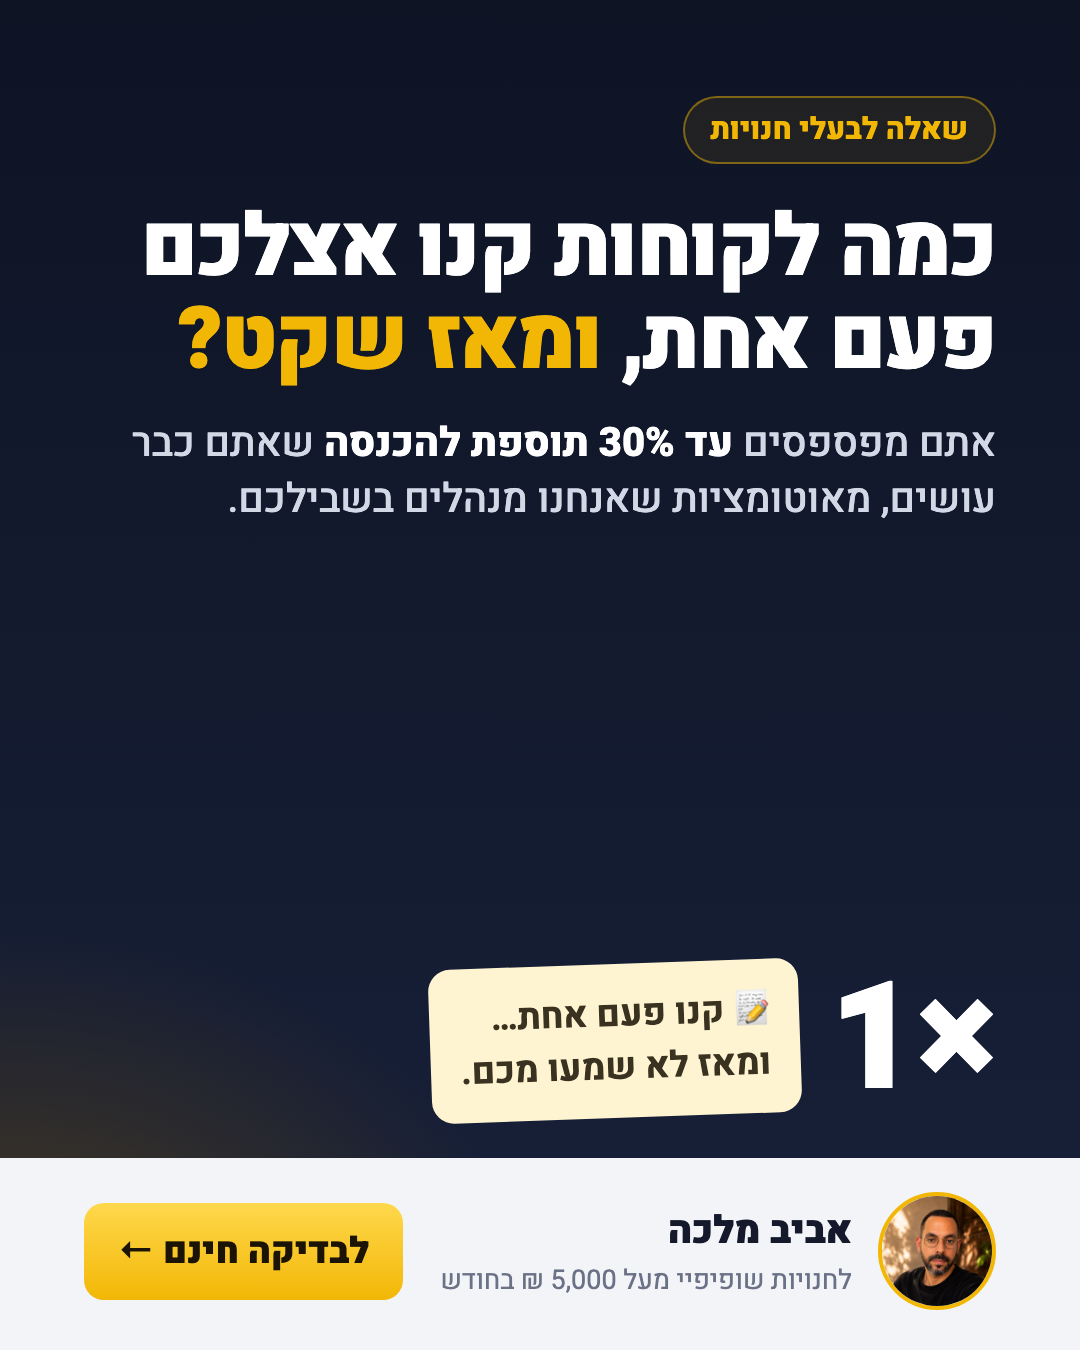 שאלה לבעלי חנויות
כמה לקוחות קנו אצלכם
פעם אחת, ומאז שקט?
אתם מפספסים עד 30% תוספת להכנסה שאתם כבר
עושים, מאוטומציות שאנחנו מנהלים בשבילכם.
1×
📝 קנו פעם אחת...
ומאז לא שמעו מכם.
אביב מלכה
לחנויות שופיפיי מעל 5,000 ₪ בחודש
לבדיקה חינם ←